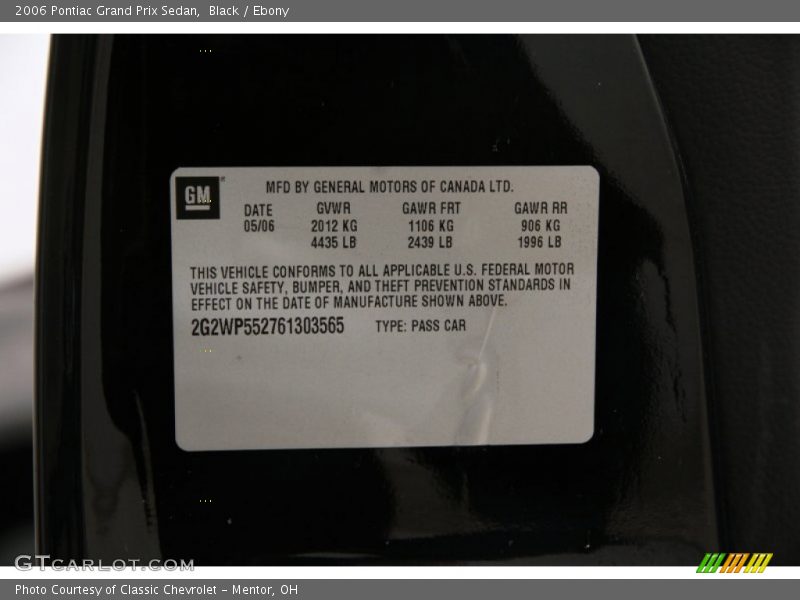 2006 Pontiac Grand Prix Sedan, Black / Ebony
GM
MFD BY GENERAL MOTORS OF CANADA LTD.
DATE GVWR GAWR FRT GAWR RR
05/06 2012 KG 1106 KG 906 KG
4435 LB 2439 LB 1996 LB
THIS VEHICLE CONFORMS TO ALL APPLICABLE U.S. FEDERAL MOTOR
VEHICLE SAFETY, BUMPER, AND THEFT PREVENTION STANDARDS IN
EFFECT ON THE DATE OF MANUFACTURE SHOWN ABOVE.
2G2WP552761303565 TYPE: PASS CAR
GTCARLOT.COM
Photo Courtesy of Classic Chevrolet - Mentor, OH